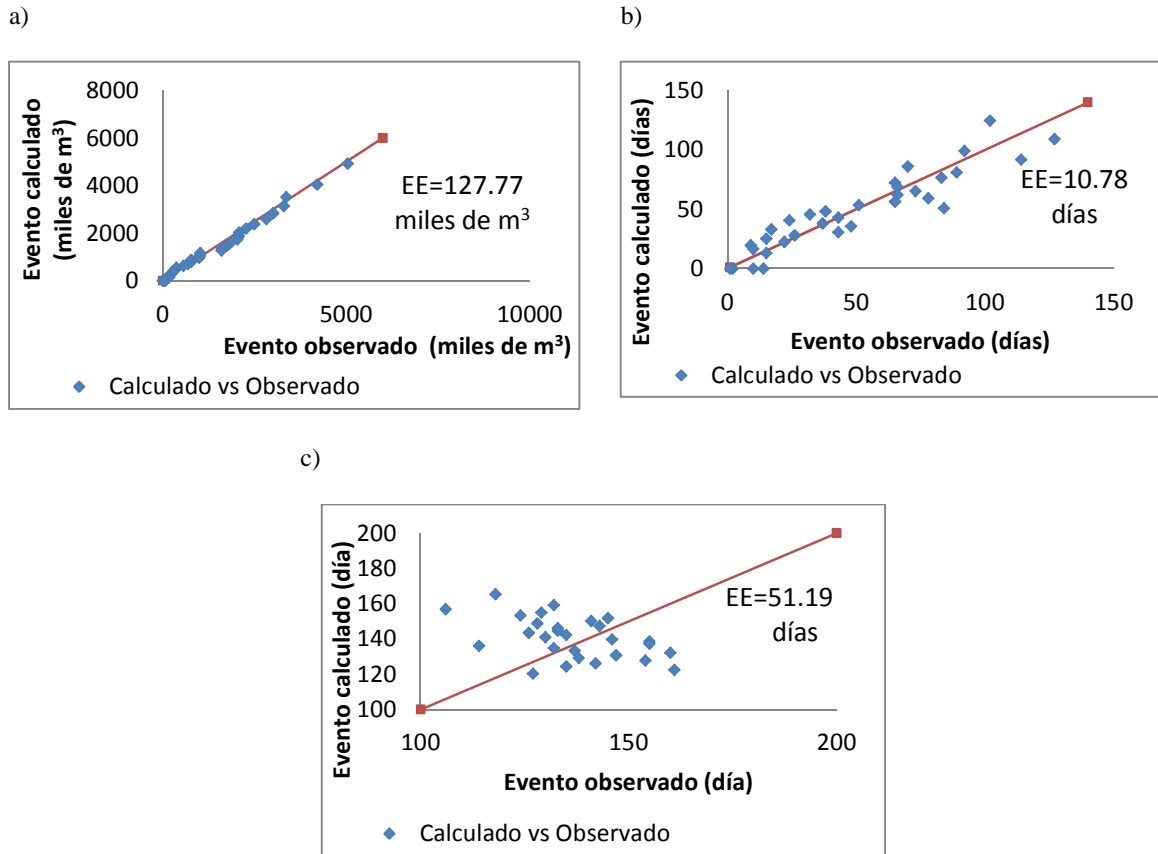 a)
8000
6000
4000
2000
0
0
5000
10000
Evento calculado
(miles de m³)
EE=127.77
miles de m³
Evento observado (miles de m³)
Calculado vs Observado
b)
150
100
50
0
0
50
100
150
Evento calculado (días)
EE=10.78
días
Evento observado (días)
Calculado vs Observado
c)
200
180
160
140
120
100
100
150
200
Evento calculado (día)
EE=51.19
días
Evento observado (día)
Calculado vs Observado